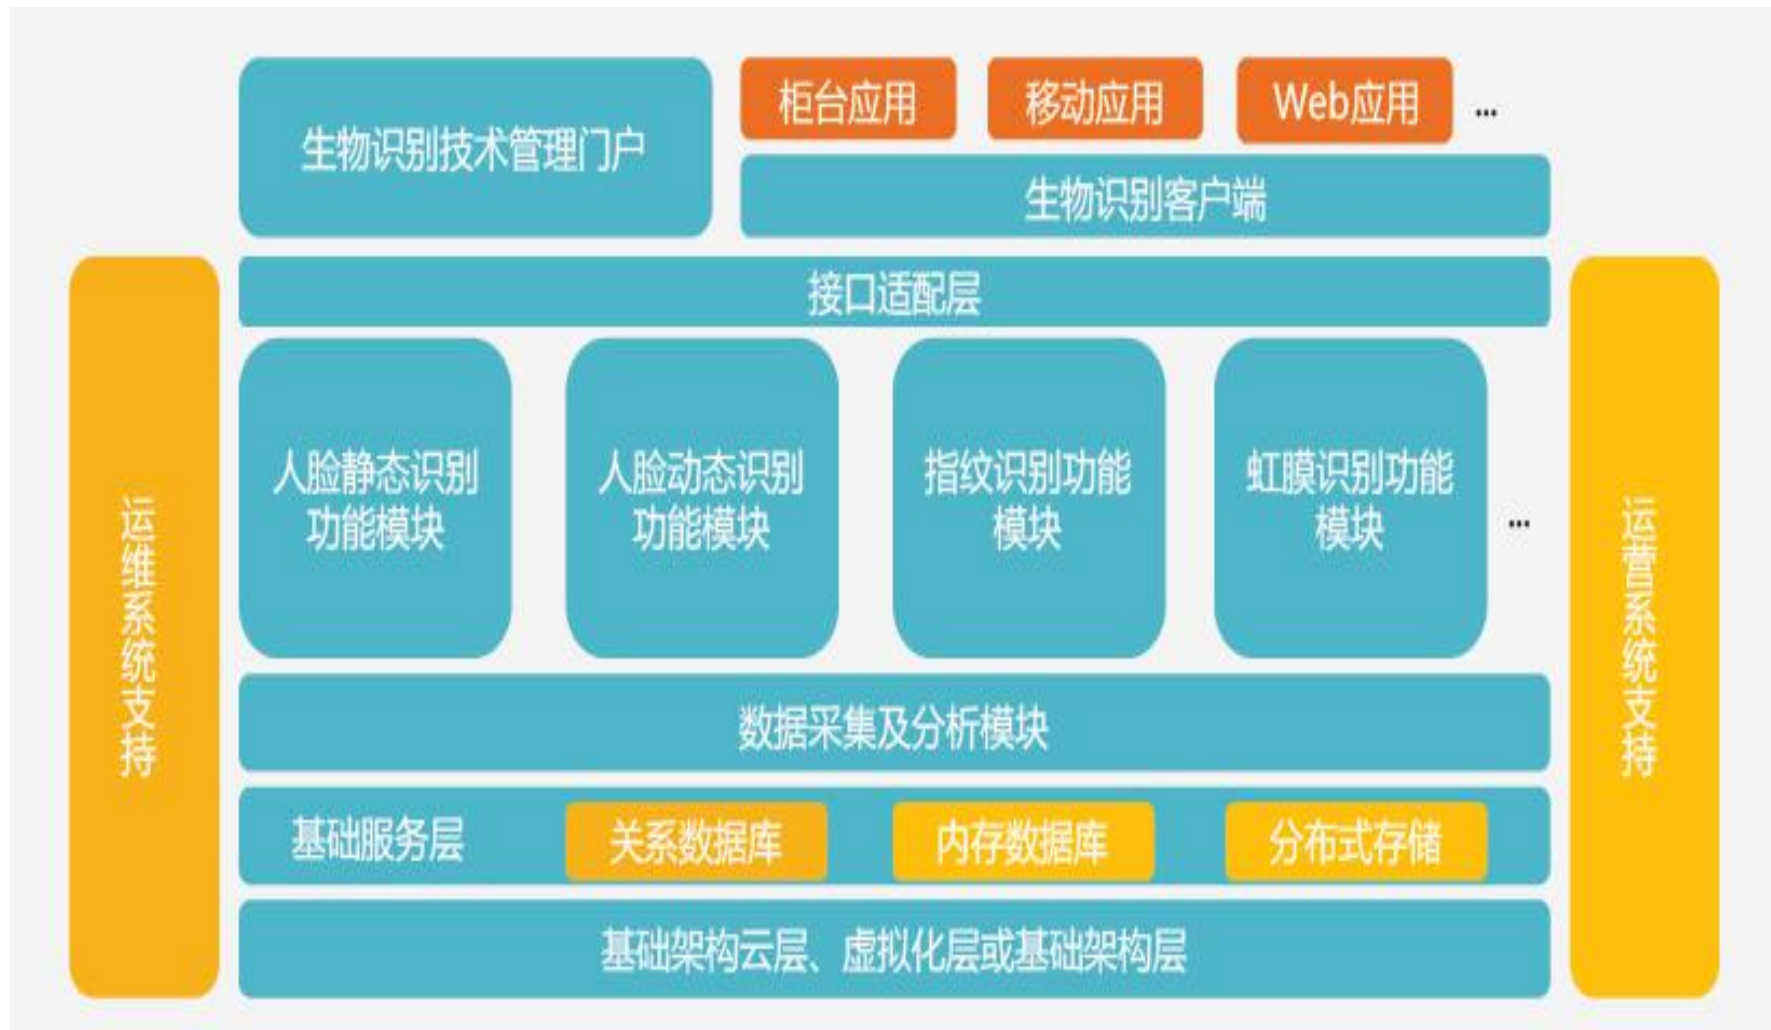 生物识别技术管理门户
柜台应用
移动应用
Web应用
...
生物识别客户端
接口适配层
人脸静态识别
功能模块
人脸动态识别
功能模块
指纹识别功能
模块
虹膜识别功能
模块
...
数据采集及分析模块
基础服务层
关系数据库
内存数据库
分布式存储
基础架构云层、虚拟化层或基础架构层
运维系统支持
运营系统支持